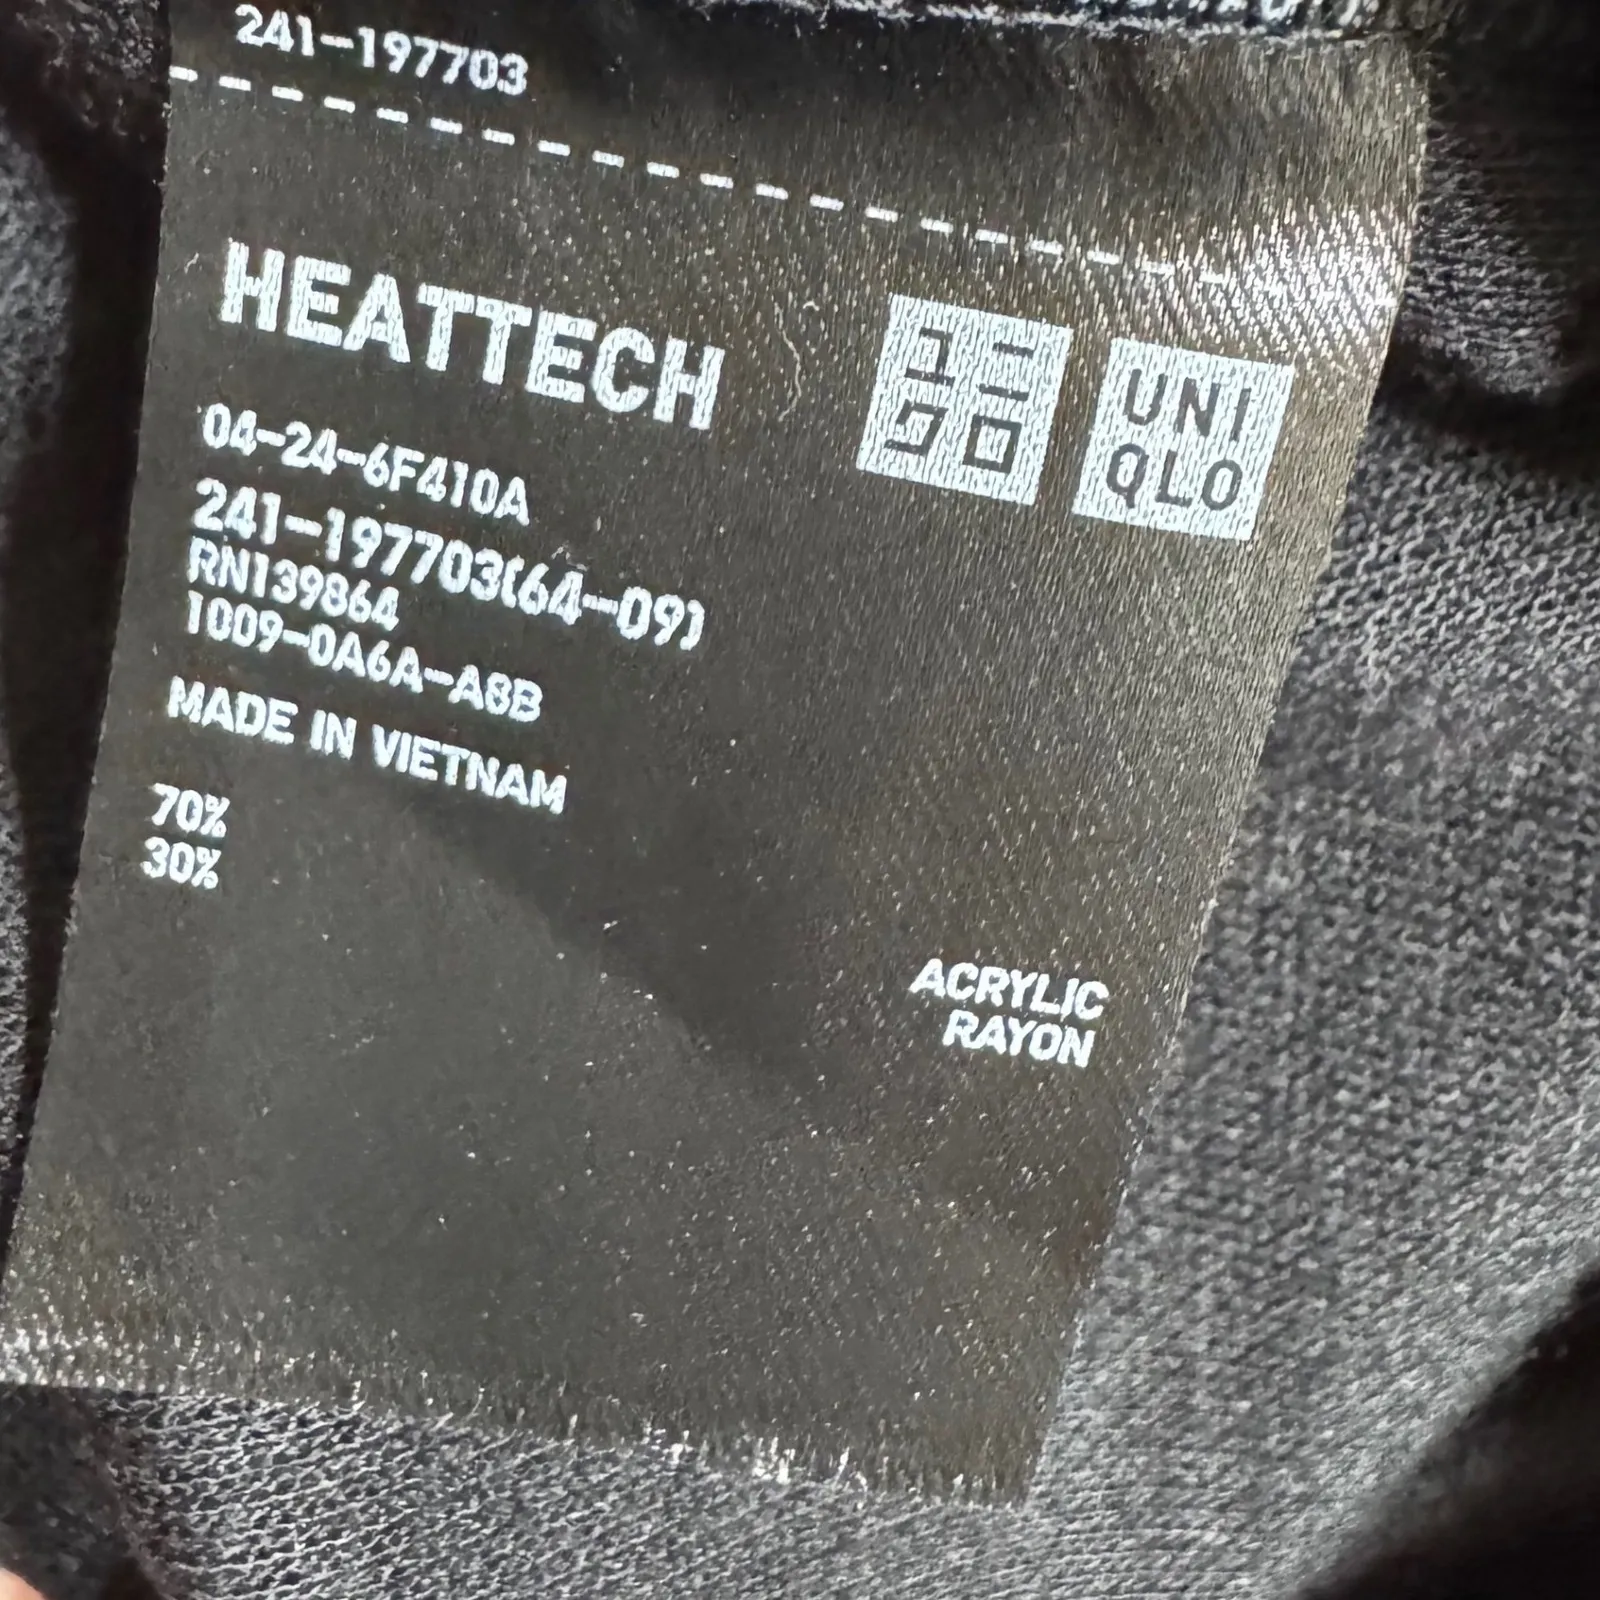 241-197703
HEATTECH
ユニ
クロ
UNI
QLO
04-24-6F410A
241-197703(64-09)
RN139864
1009-0A6A-A8B
MADE IN VIETNAM
70%
30%
ACRYLIC
RAYON